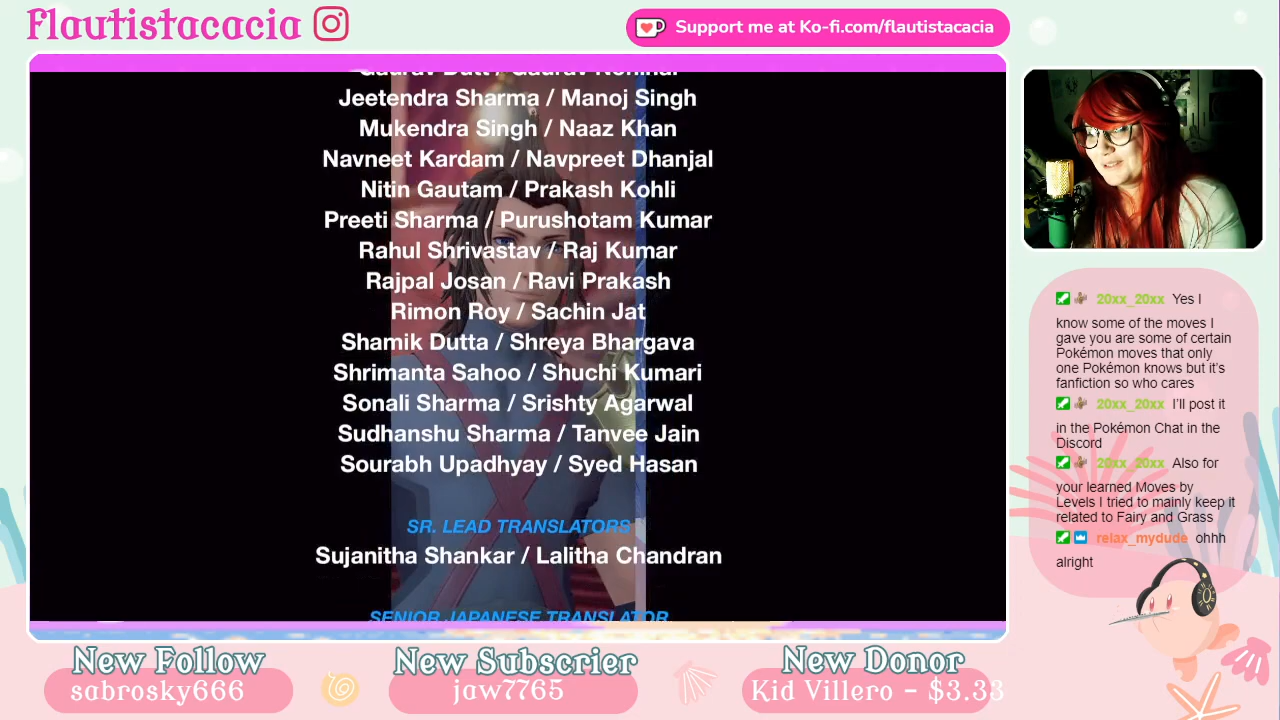 Flautistacacia
Support me at Ko-fi.com/flautistacacia
Jeetendra Sharma / Manoj Singh
Mukendra Singh / Naaz Khan
Navneet Kardam / Navpreet Dhanjal
Nitin Gautam / Prakash Kohli
Preeti Sharma / Purushotam Kumar
Rahul Shrivastav / Raj Kumar
Rajpal Josan / Ravi Prakash
Rimon Roy / Sachin Jat
Shamik Dutta / Shreya Bhargava
Shrimanta Sahoo / Shuchi Kumari
Sonali Sharma / Srishty Agarwal
Sudhanshu Sharma / Tanvee Jain
Sourabh Upadhyay / Syed Hasan
SR. LEAD TRANSLATORS
Sujanitha Shankar / Lalitha Chandran
SENIOR JAPANESE TRANSLATOR
20xx_20xx Yes I
know some of the moves I
gave you are some of certain
Pokémon moves that only
one Pokémon knows but it's
fanfiction so who cares
20xx_20xx I'll post it
in the Pokémon Chat in the
Discord
20xx_20xx Also for
your learned Moves by
Levels I tried to mainly keep it
related to Fairy and Grass
relax_mydude ohhh
alright
New Follow
sabrosky666
New Subscrier
jaw7765
New Donor
Kid Villero - $3.33